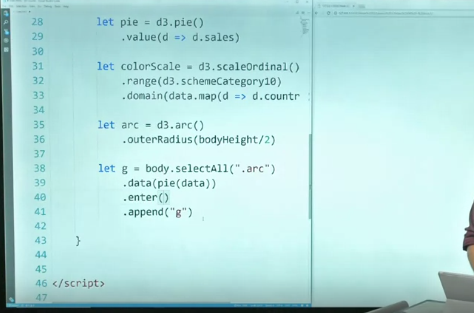 28 let pie = d3.pie()
29 .value(d => d.sales)
30
31 let colorScale = d3.scaleOrdinal()
32 .range(d3.schemeCategory10)
33 .domain(data.map(d => d.countr
34
35 let arc = d3.arc()
36 .outerRadius(bodyHeight/2)
37
38 let g = body.selectAll(".arc")
39 .data(pie(data))
40 .enter()
41 .append("g")
42
43 }
44
45
46 </script>
47